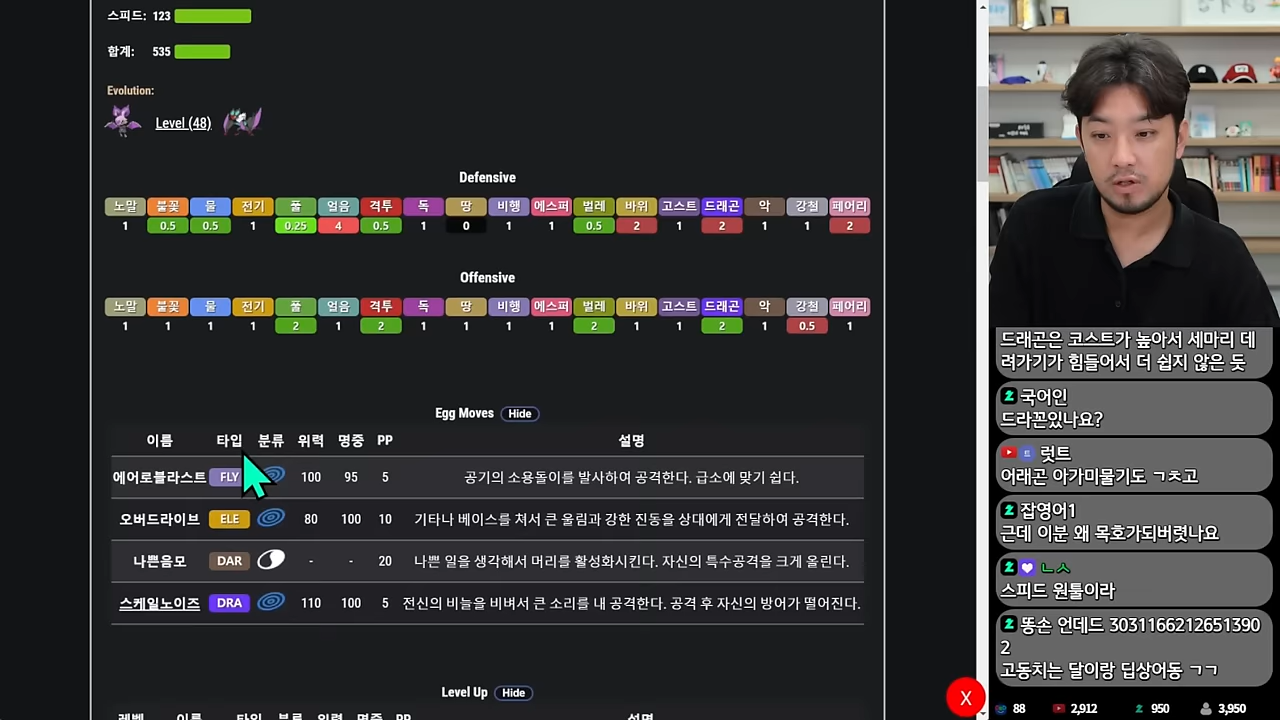 스피드: 123
합계: 535
Evolution:
Level (48)
Defensive
노말 불꽃 물 전기 풀 얼음 격투 독 땅 비행 에스퍼 벌레 바위 고스트 드래곤 악 강철 페어리
1 0.5 0.5 1 0.25 4 0.5 1 0 1 1 0.5 2 1 2 1 1 2
Offensive
노말 불꽃 물 전기 풀 얼음 격투 독 땅 비행 에스퍼 벌레 바위 고스트 드래곤 악 강철 페어리
1 1 1 1 2 1 2 1 1 1 1 2 1 1 2 1 0.5 1
Egg Moves Hide
이름 타입 분류 위력 명중 PP 설명
에어로블라스트 FLY 100 95 5 공기의 소용돌이를 발사하여 공격한다. 급소에 맞기 쉽다.
오버드라이브 ELE 80 100 10 기타나 베이스를 쳐서 큰 울림과 강한 진동을 상대에게 전달하여 공격한다.
나쁜음모 DAR - - 20 나쁜 일을 생각해서 머리를 활성화시킨다. 자신의 특수공격을 크게 올린다.
스케일노이즈 DRA 110 100 5 전신의 비늘을 비벼서 큰 소리를 내 공격한다. 공격 후 자신의 방어가 떨어진다.
Level Up Hide
레벨 이름 타입 분류 위력 명중 PP 설명
드래곤은 코스트가 높아서 세마리 데
려가기가 힘들어서 더 쉽지 않은 듯
국어인
드라꼰있나요?
럿트
어래곤 아가미물기도 ㄱㅊ고
잡영어1
근데 이분 왜 목호가되버렷나요
ㄴㅅ
스피드 원툴이라
똥손 언데드 3031166212651390
2
고동치는 달이랑 딥상어동 ㄱㄱ
X
88 2,912 950 3,950